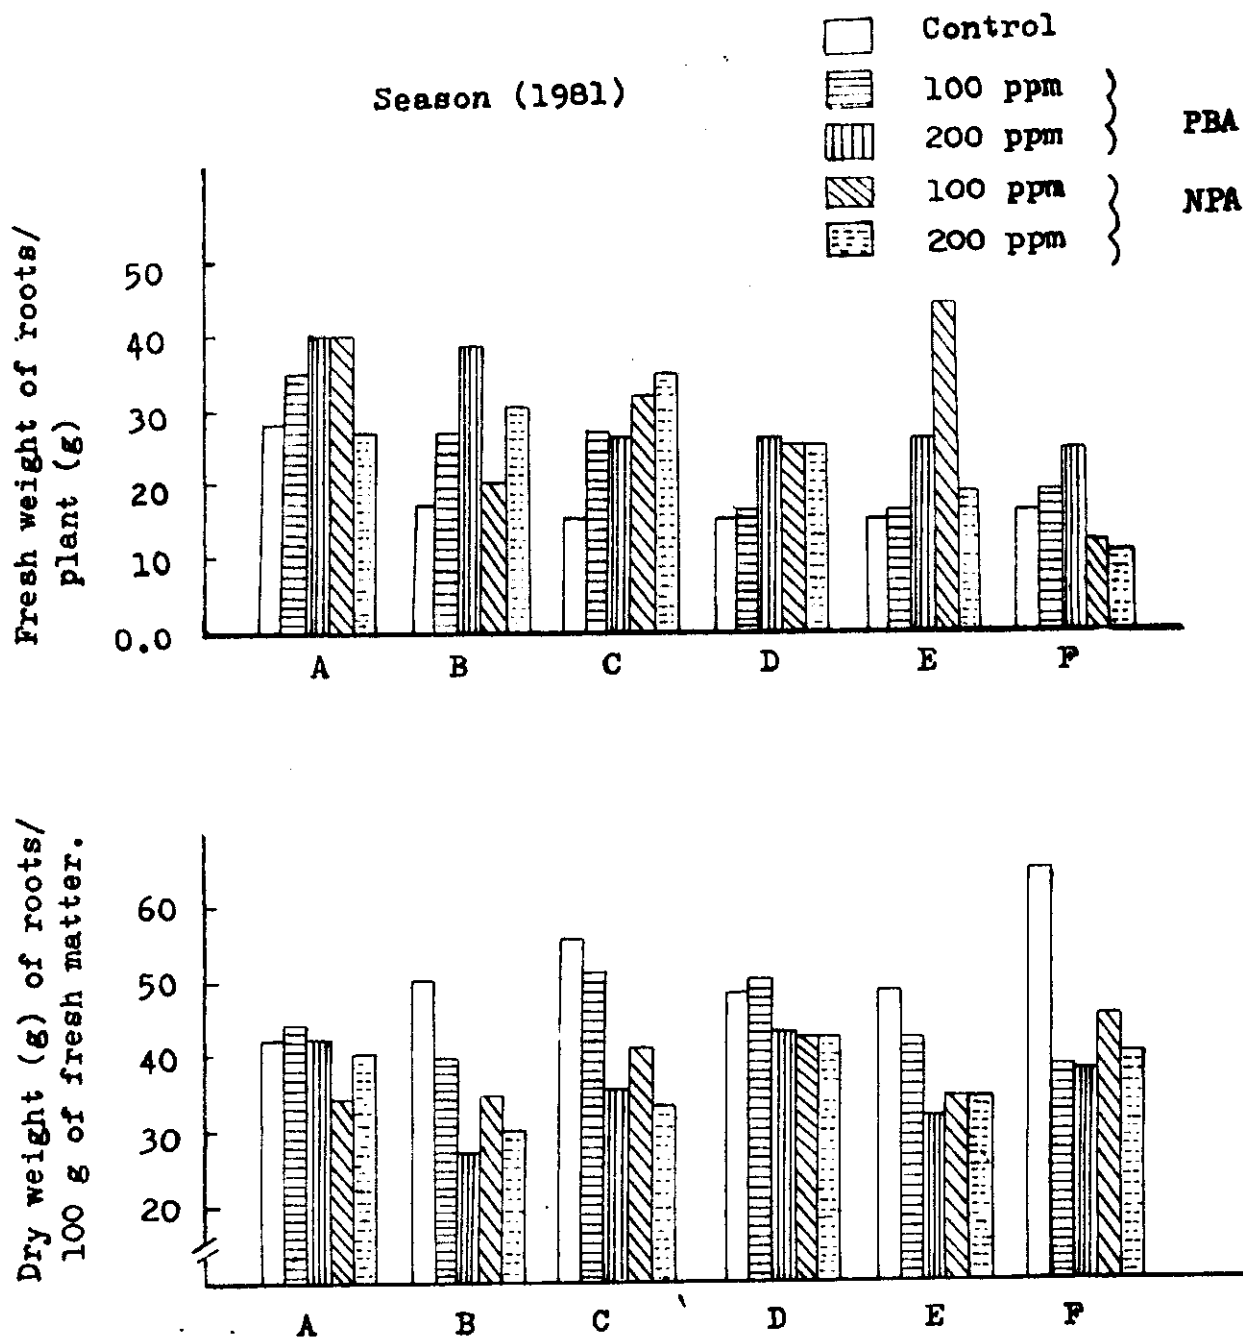 Control
Season (1981)
100 ppm
200 ppm
PBA
100 ppm
200 ppm
NPA
Fresh weight of roots/
plant (g)
50
40
30
20
10
0.0
A B C D E F
Dry weight (g) of roots/
100 g of fresh matter.
60
50
40
30
20
A B C D E F